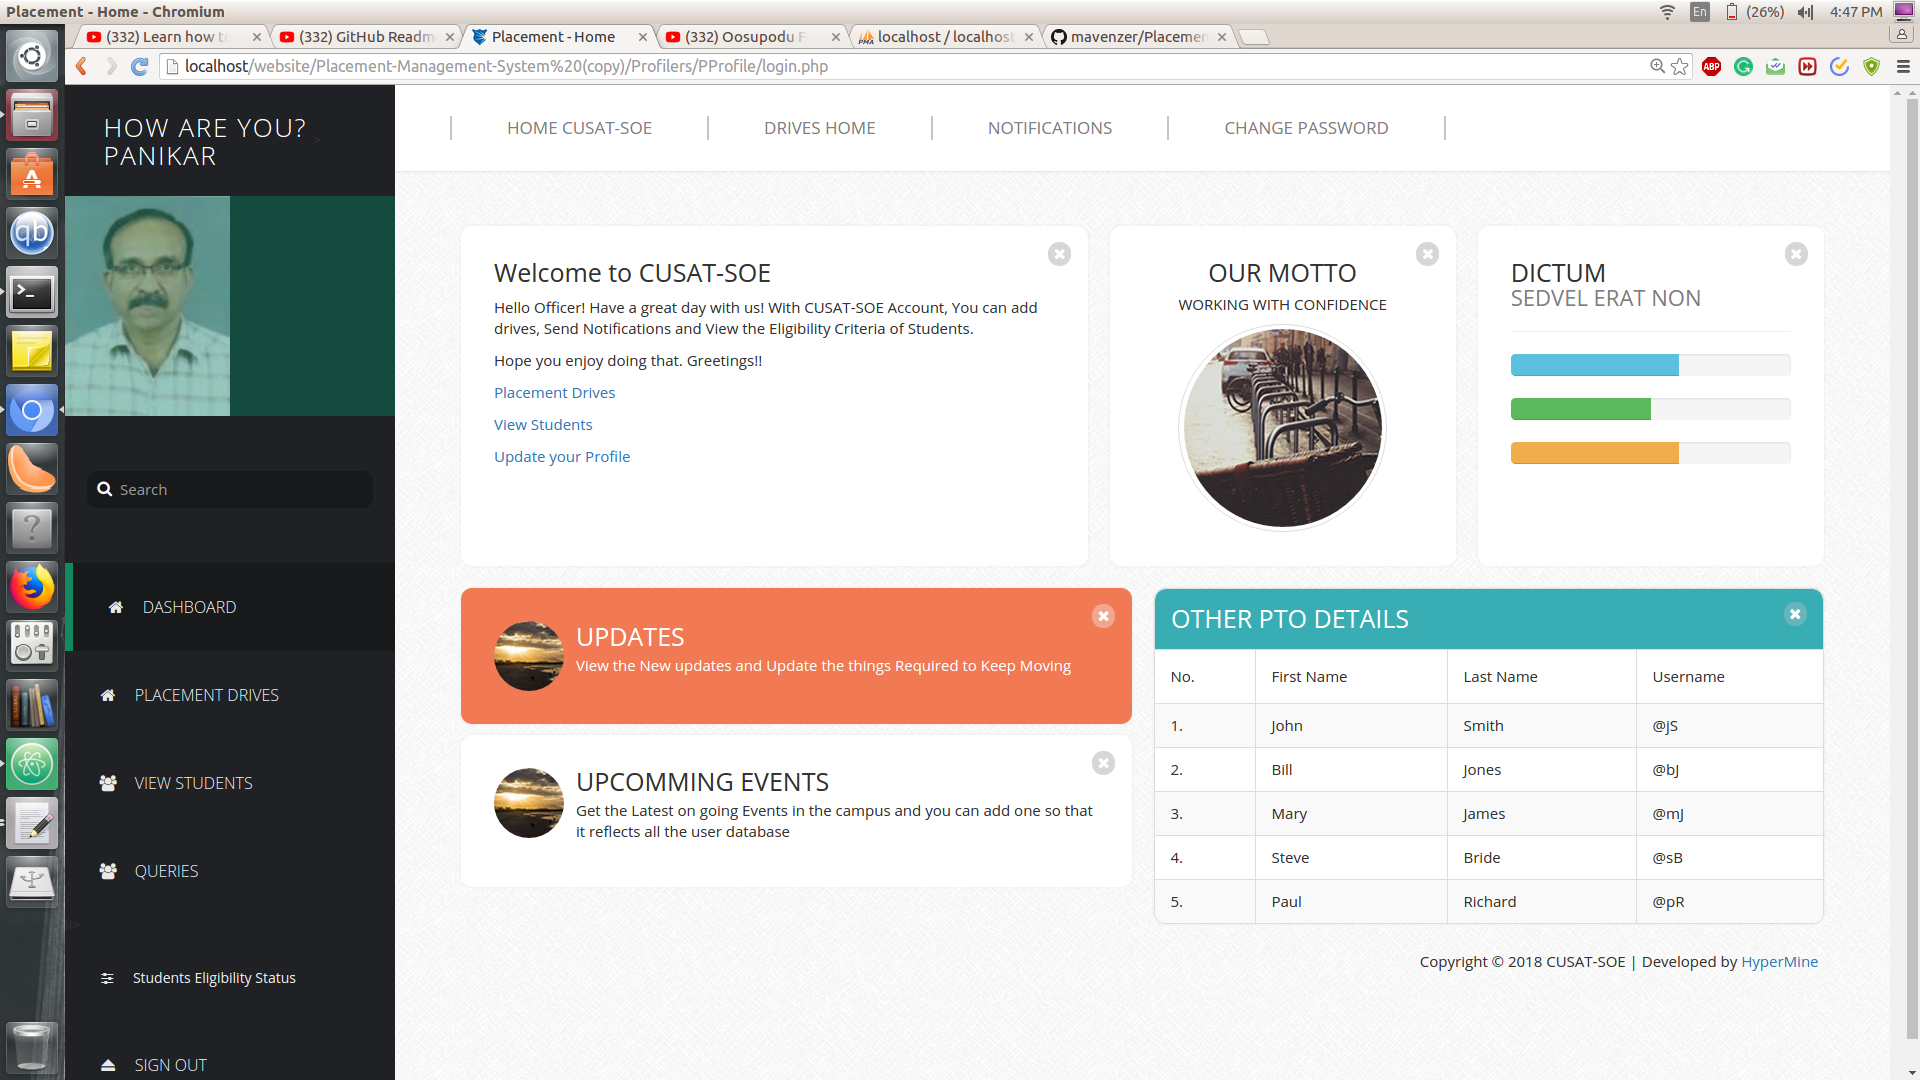 Placement - Home - Chromium
En
(26%)
4:47 PM
(332) Learn how t
(332) GitHub Readm
Placement - Home
(332) Oosupodu F
localhost / localhos
mavenzer/Placemen
localhost/website/Placement-Management-System%20(copy)/Profilers/PProfile/login.php
ABP
HOW ARE YOU?
PANIKAR
>
HOME CUSAT-SOE
DRIVES HOME
NOTIFICATIONS
CHANGE PASSWORD
Search
DASHBOARD
PLACEMENT DRIVES
VIEW STUDENTS
QUERIES
Students Eligibility Status
SIGN OUT
Welcome to CUSAT-SOE
Hello Officer! Have a great day with us! With CUSAT-SOE Account, You can add
drives, Send Notifications and View the Eligibility Criteria of Students.
Hope you enjoy doing that. Greetings!!
Placement Drives
View Students
Update your Profile
OUR MOTTO
WORKING WITH CONFIDENCE
DICTUM
SEDVEL ERAT NON
UPDATES
View the New updates and Update the things Required to Keep Moving
UPCOMMING EVENTS
Get the Latest on going Events in the campus and you can add one so that
it reflects all the user database
OTHER PTO DETAILS
No. First Name Last Name Username
1. John Smith @jS
2. Bill Jones @bJ
3. Mary James @mJ
4. Steve Bride @sB
5. Paul Richard @pR
Copyright © 2018 CUSAT-SOE | Developed by HyperMine